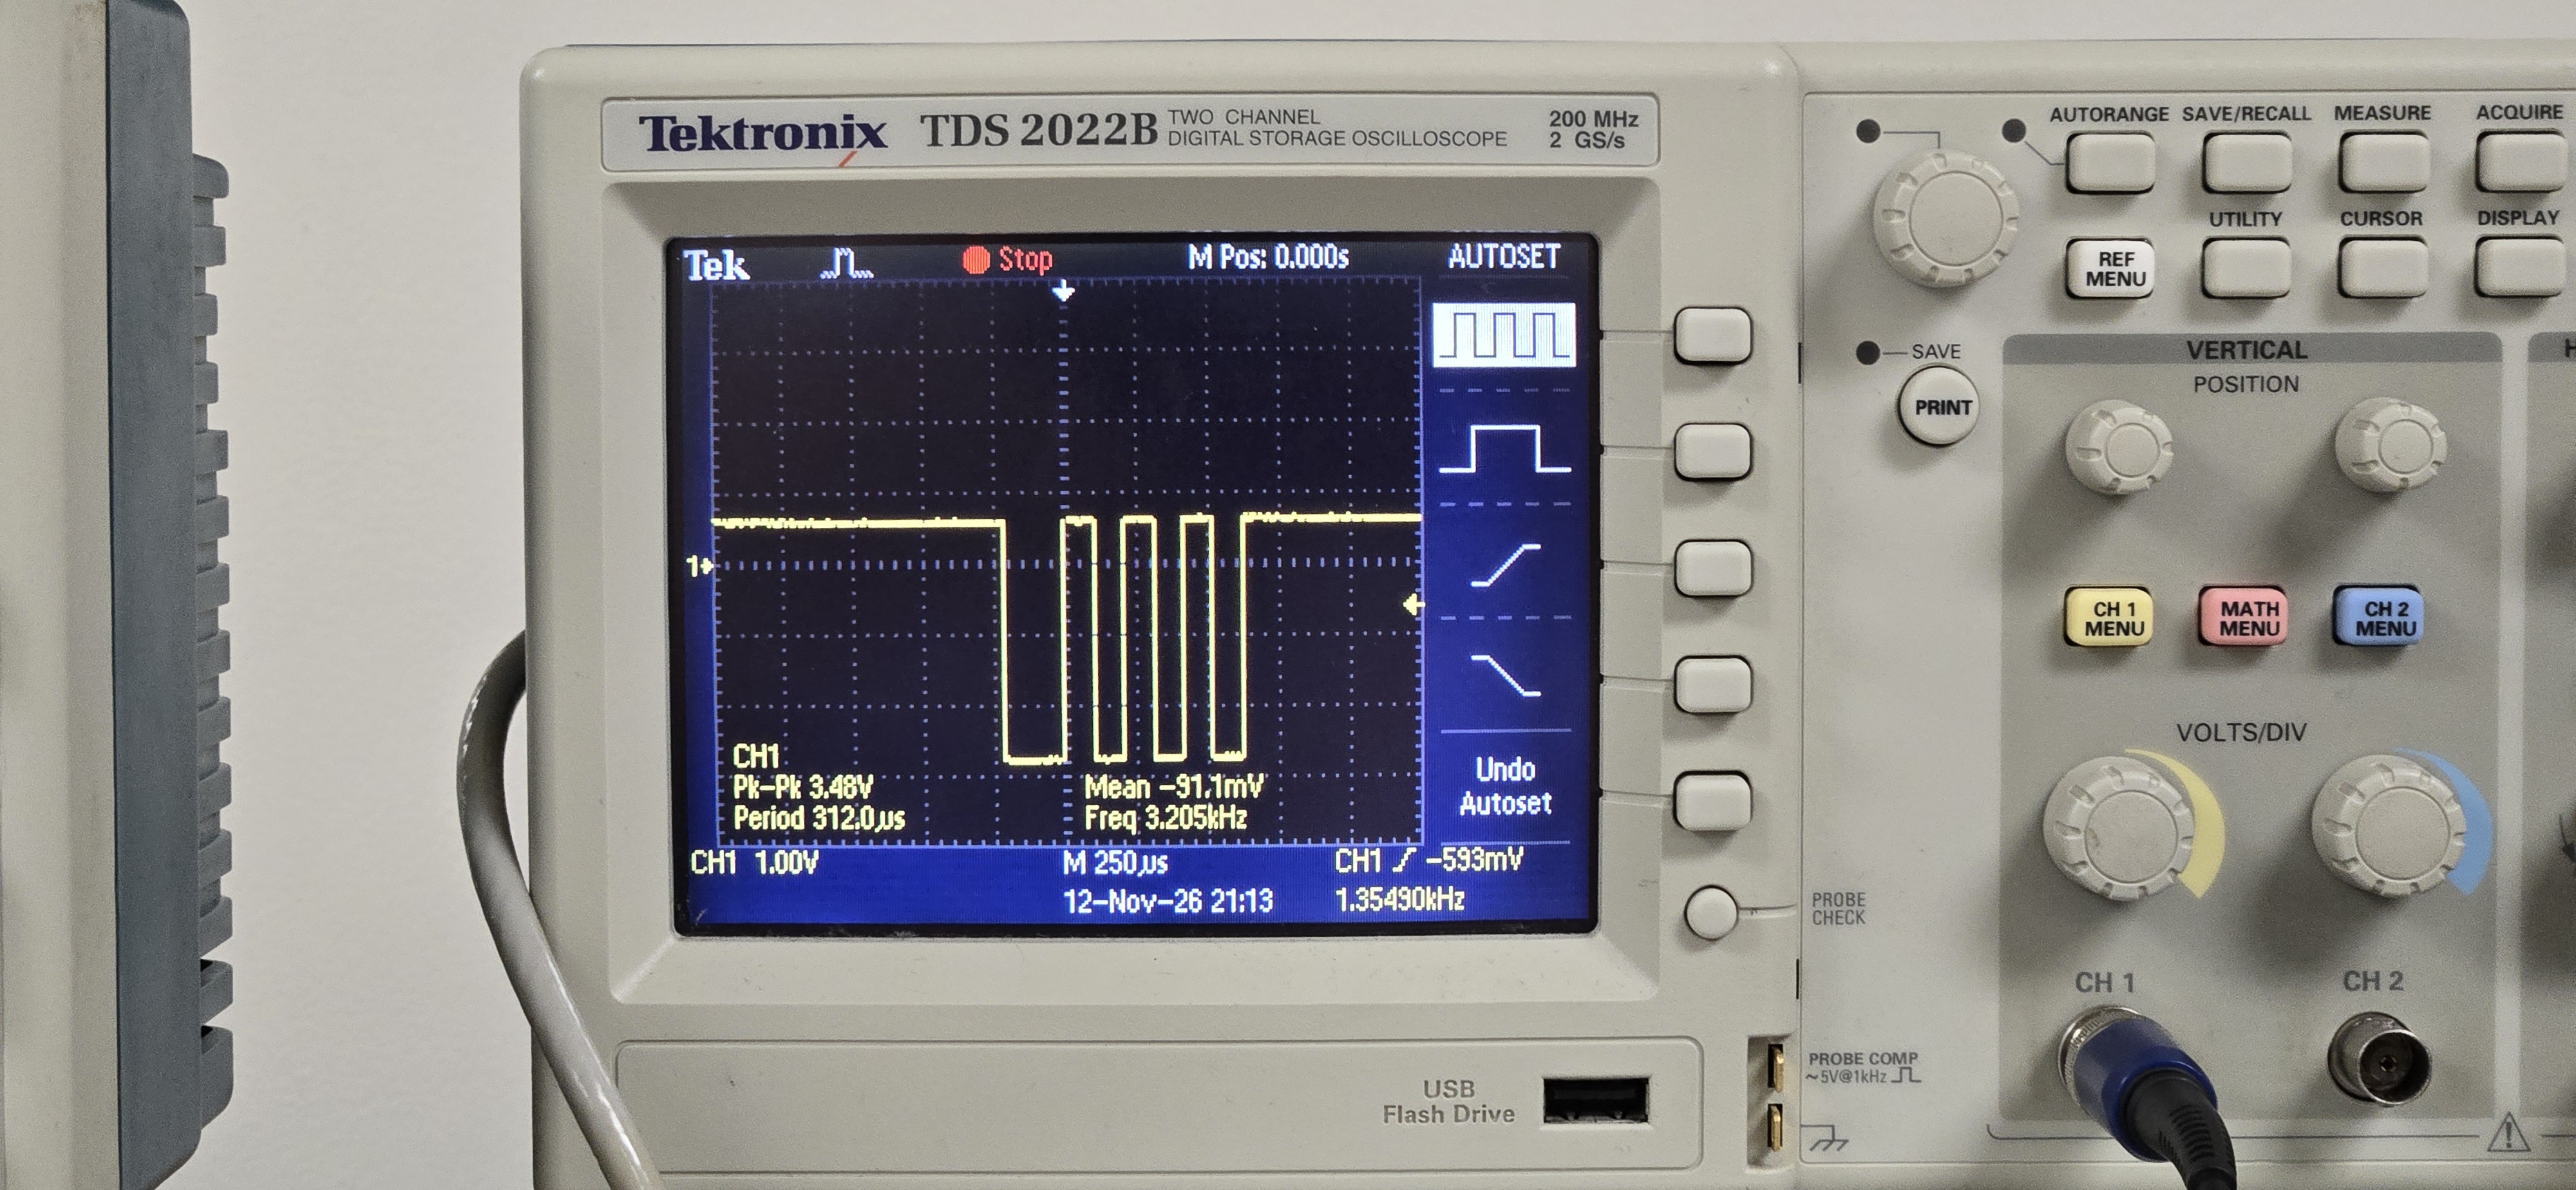 Tektronix TDS 2022B TWO CHANNEL DIGITAL STORAGE OSCILLOSCOPE 200 MHz 2 GS/s
Tek Stop M Pos: 0.000s AUTOSET
1
CH1
Pk-Pk 3.48V Mean -91.1mV
Period 312.0µs Freq 3.205kHz
Undo
Autoset
CH1 1.00V M 250µs CH1 -593mV
12-Nov-26 21:13 1.35490kHz
USB
Flash Drive
AUTORANGE SAVE/RECALL MEASURE ACQUIRE
UTILITY CURSOR DISPLAY
REF
MENU
SAVE
PRINT
VERTICAL
POSITION
CH 1
MENU
MATH
MENU
CH 2
MENU
VOLTS/DIV
PROBE
CHECK
CH 1 CH 2
PROBE COMP
~5V@1kHz